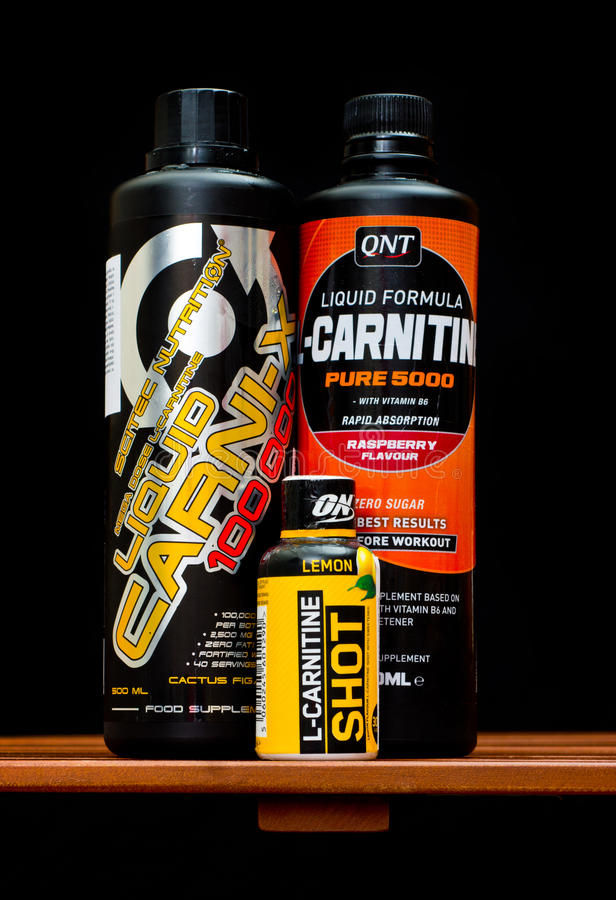 SCITEC NUTRITION®
MEGA DOSE L-CARNITINE
LIQUID
CARNI-X
100 000
• 100,000
PER BOT
• 2,500 MG
• ZERO FAT
• FORTIFIED
• 40 SERVINGS
500 ML
CACTUS FIG
FOOD SUPPLEM
QNT
LIQUID FORMULA
L-CARNITIN
PURE 5000
- WITH VITAMIN B6
RAPID ABSORPTION
RASPBERRY
FLAVOUR
ZERO SUGAR
BEST RESULTS
FORE WORKOUT
PLEMENT BASED ON
TH VITAMIN B6 AND
ETENER
SUPPLEMENT
0ML e
ON
LEMON
L-CARNITINE
SHOT
dreamstime